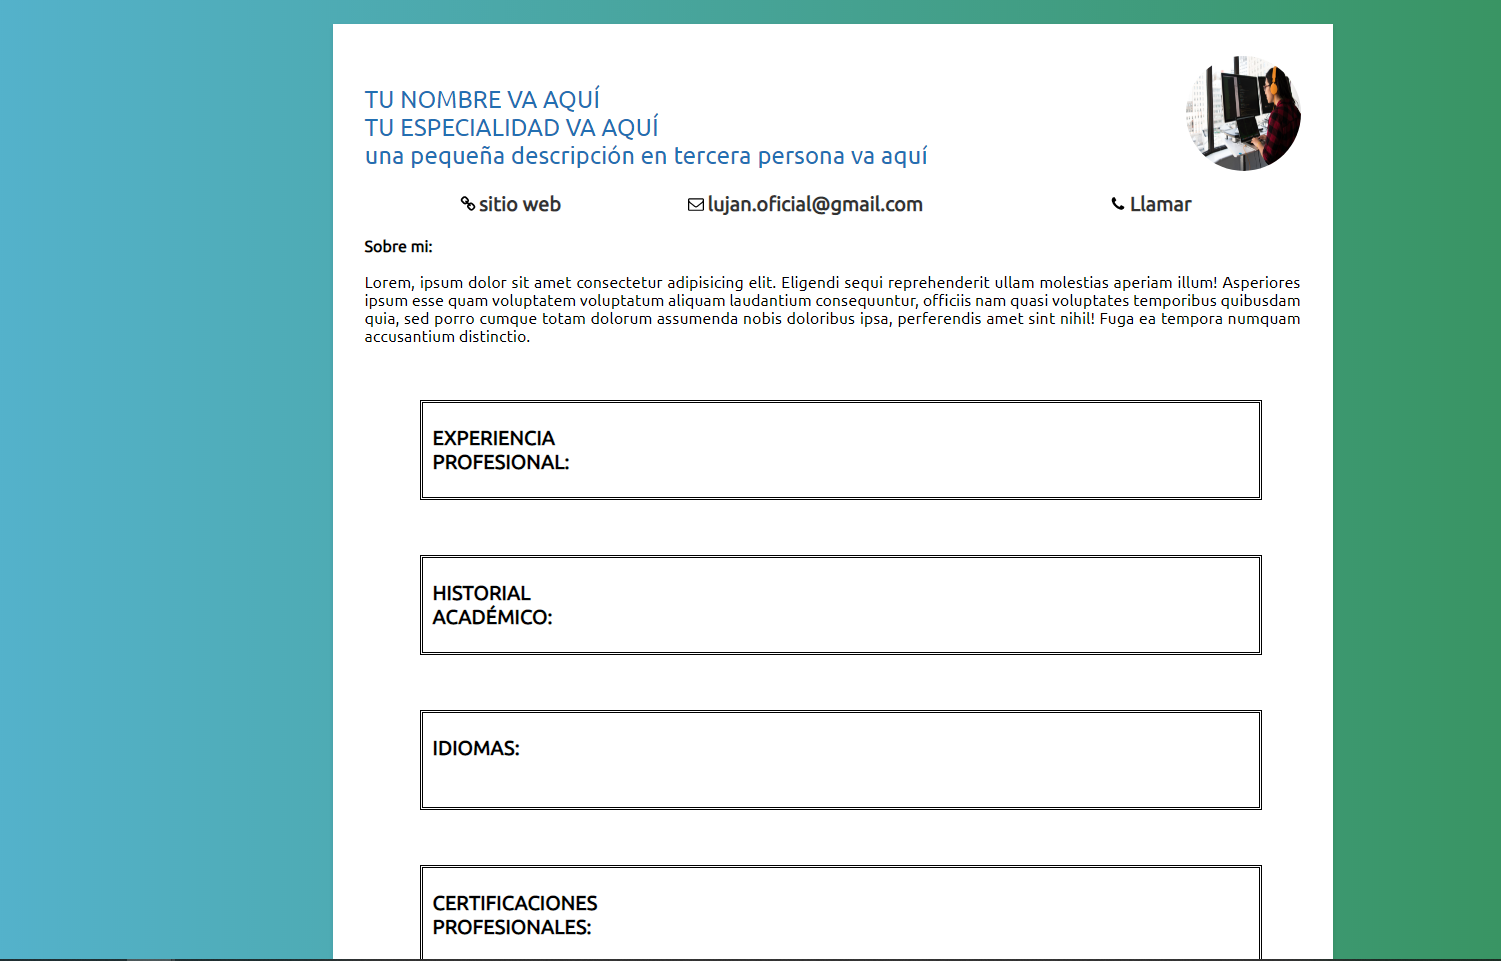 TU NOMBRE VA AQUÍ
TU ESPECIALIDAD VA AQUÍ
una pequeña descripción en tercera persona va aquí
sitio web lujan.oficial@gmail.com Llamar
Sobre mi:
Lorem, ipsum dolor sit amet consectetur adipisicing elit. Eligendi sequi reprehenderit ullam molestias aperiam illum! Asperiores
ipsum esse quam voluptatem voluptatum aliquam laudantium consequuntur, officiis nam quasi voluptates temporibus quibusdam
quia, sed porro cumque totam dolorum assumenda nobis doloribus ipsa, perferendis amet sint nihil! Fuga ea tempora numquam
accusantium distinctio.
EXPERIENCIA
PROFESIONAL:
HISTORIAL
ACADÉMICO:
IDIOMAS:
CERTIFICACIONES
PROFESIONALES: